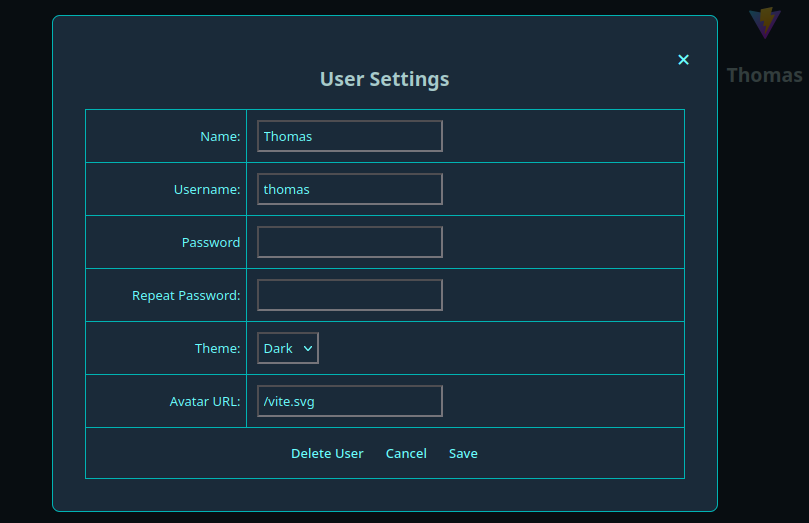 ×
Thomas
User Settings
Name: Thomas
Username: thomas
Password
Repeat Password:
Theme: Dark
Avatar URL: /vite.svg
Delete User Cancel Save